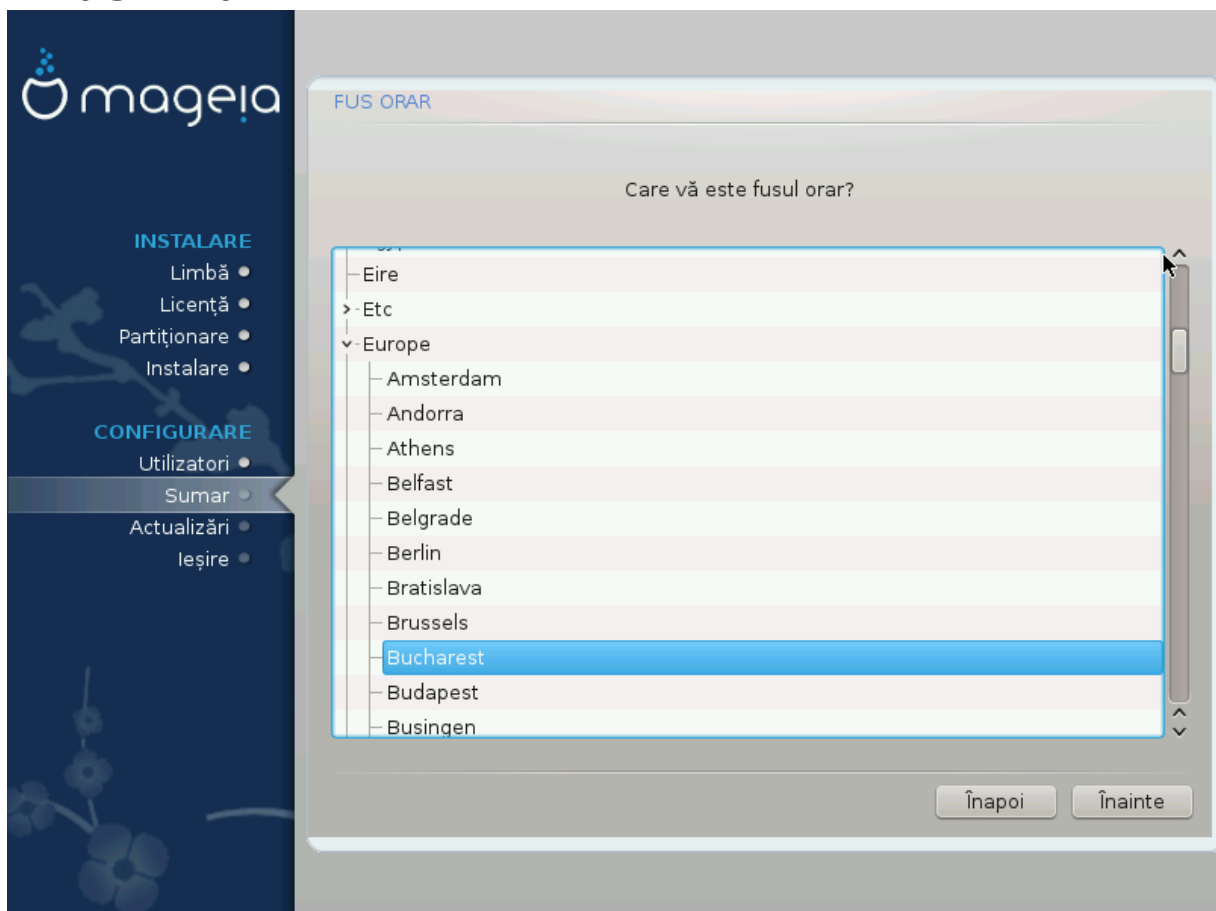 mageia
INSTALARE
Limbă
Licență
Partiționare
Instalare
CONFIGURARE
Utilizatori
Sumar
Actualizări
Ieșire
FUS ORAR
Care vă este fusul orar?
Eire
Etc
Europe
Amsterdam
Andorra
Athens
Belfast
Belgrade
Berlin
Bratislava
Brussels
Bucharest
Budapest
Busingen
Înapoi
Înainte